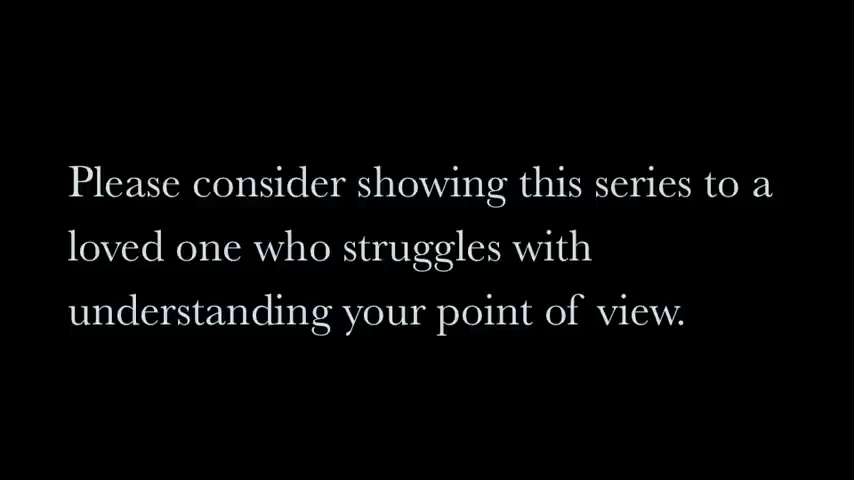 Please consider showing this series to a
loved one who struggles with
understanding your point of view.